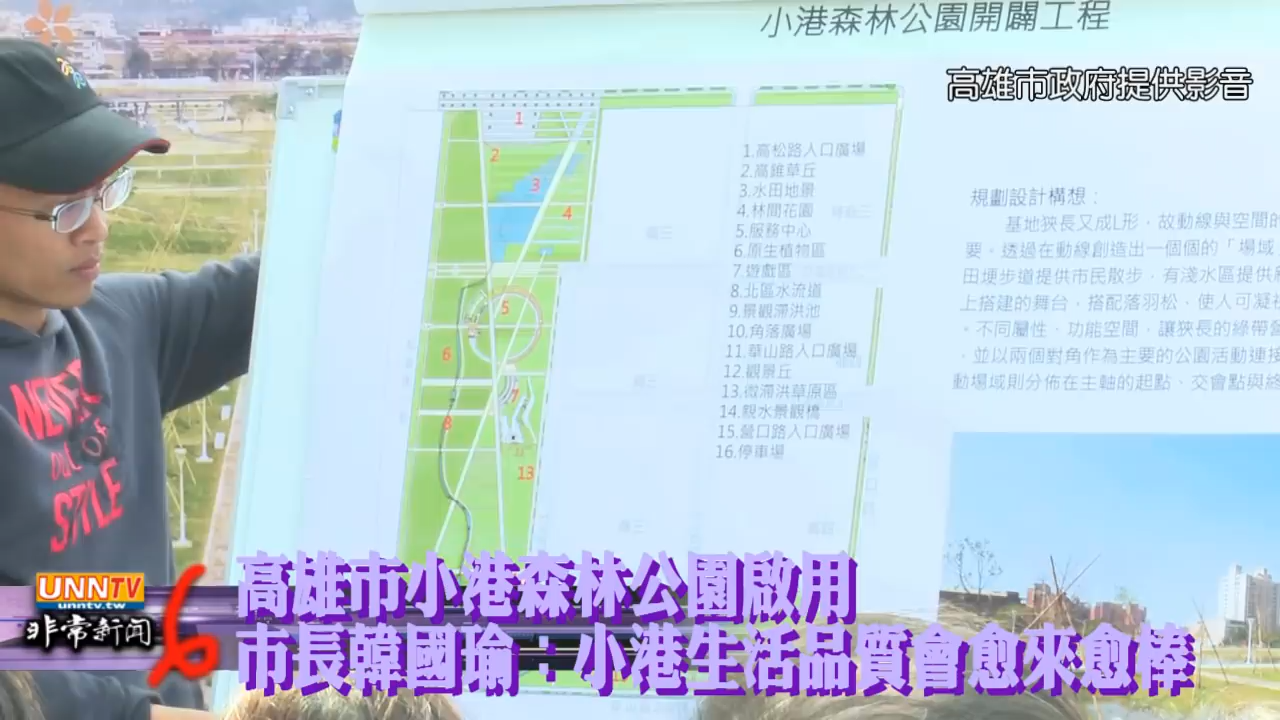 小港森林公園開闢工程
高雄市政府提供影音
1
2
3
4
5
6
7
8
13
1.高松路入口廣場
2.高錐草丘
3.水田地景
4.林間花園
5.服務中心
6.原生植物區
7.遊戲區
8.北區水流道
9.景觀滯洪池
10.角落廣場
11.華山路入口廣場
12.觀景丘
13.微滯洪草原區
14.親水景觀橋
15.營口路入口廣場
16.停車場
規劃設計構想：
基地狹長又成L形，故動線與空間的
要。透過在動線創造出一個個的「場域
田埂步道提供市民散步，有淺水區提供
上搭建的舞台，搭配落羽松，使人可凝
。不同屬性，功能空間，讓狹長的綠帶
，並以兩個對角作為主要的公園活動連接
動場域則分佈在主軸的起點、交會點與終
NEVER
OUT OF
STYLE
UNNTV
unntv.tw
非常新闻
高雄市小港森林公園啟用
市長韓國瑜：小港生活品質會愈來愈棒